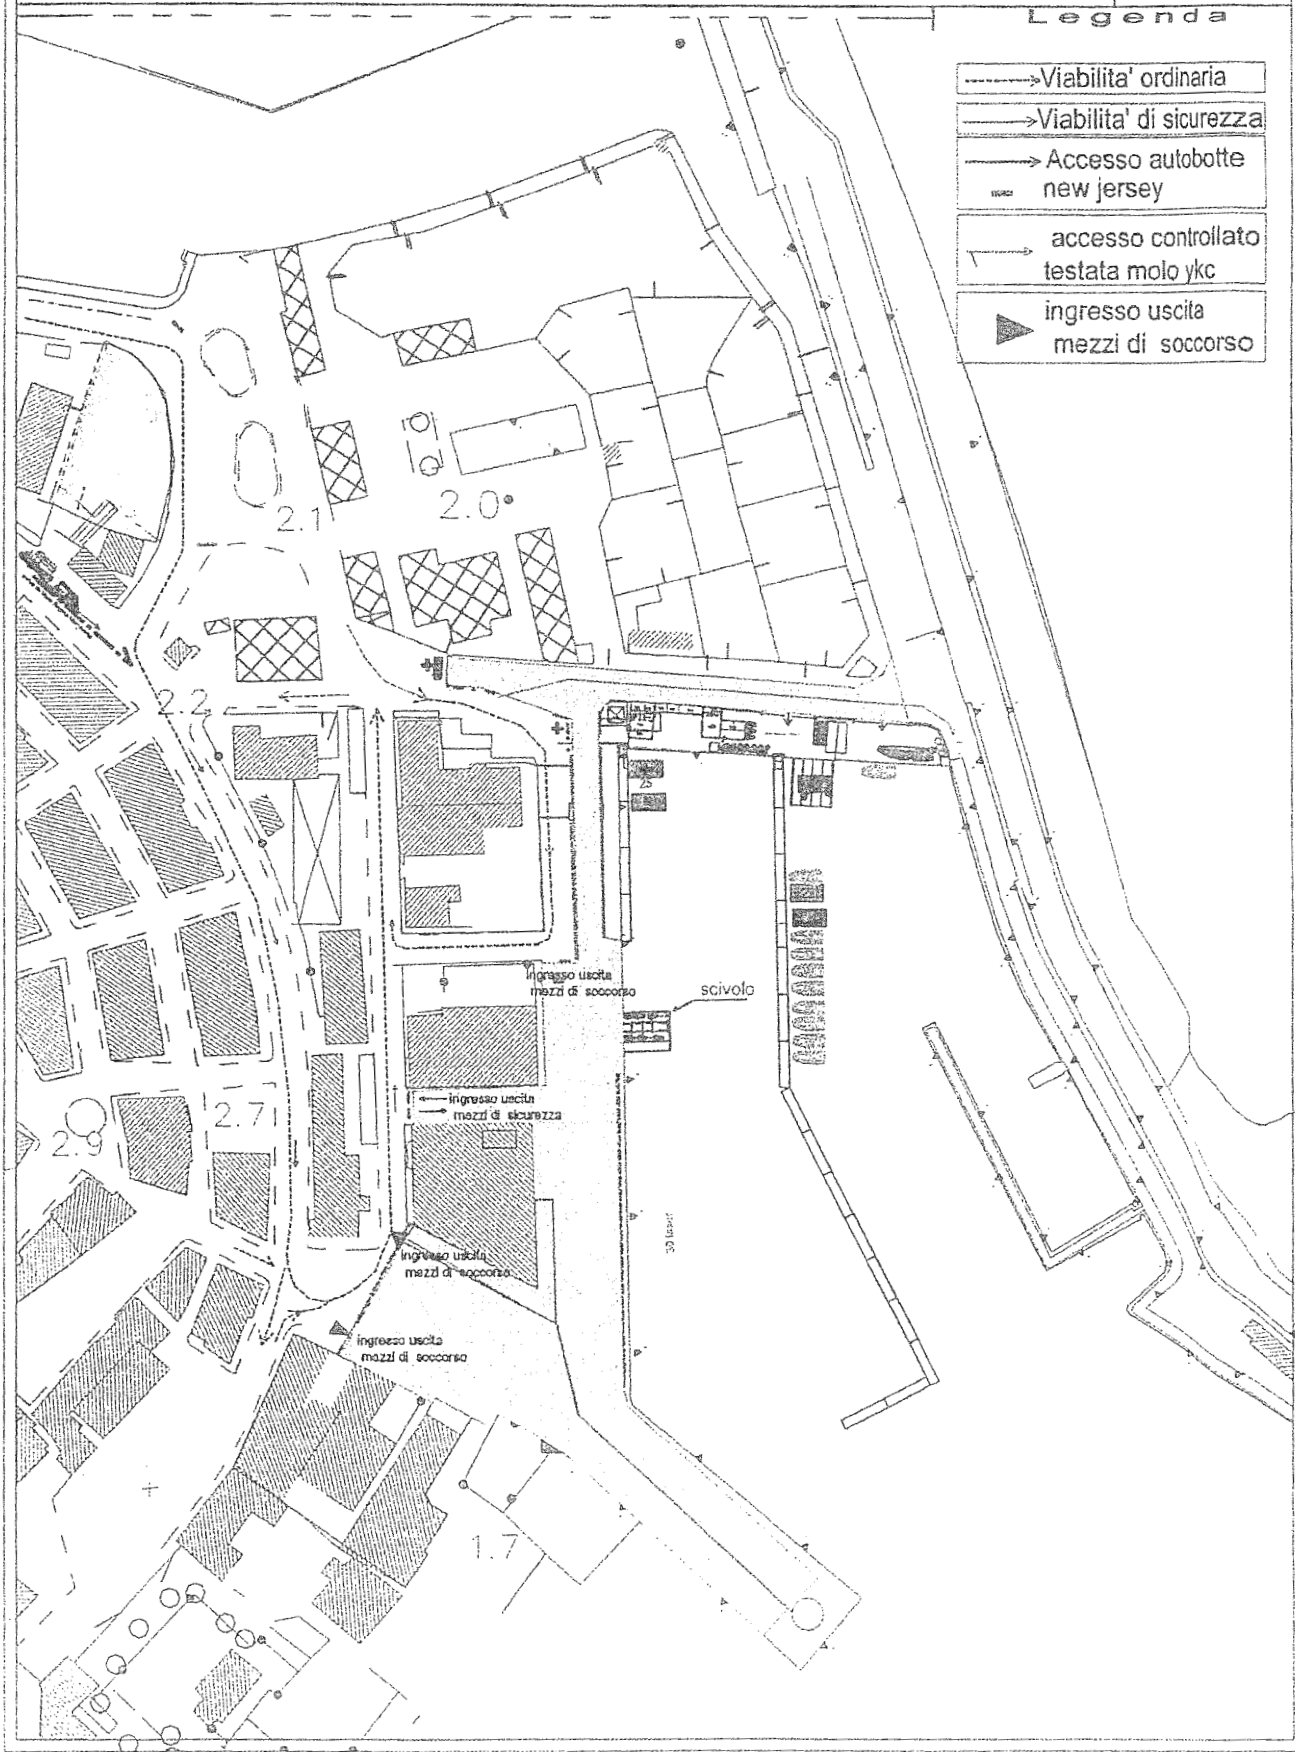 Legenda
Viabilita' ordinaria
Viabilita' di sicurezza
Accesso autobotte
new jersey
accesso controllato
testata molo ykc
ingresso uscita
mezzi di soccorso
2.0
2.1
2.2
25
ingresso uscita
mezzi di soccorso
scivolo
ingresso uscita
mezzi di sicurezza
2.7
2.9
ingresso uscita
mezzi di soccorso
ingresso uscita
mezzi di soccorso
1.7